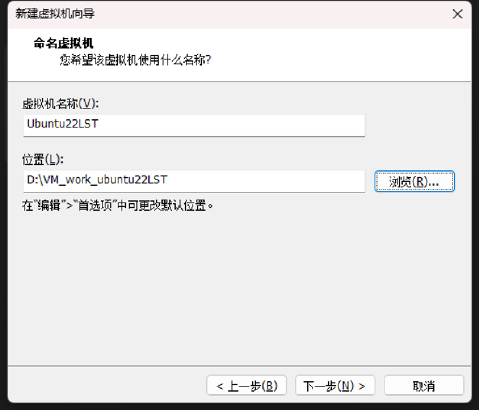 新建虚拟机向导
命名虚拟机
您希望该虚拟机使用什么名称?
虚拟机名称(V):
Ubuntu22LST
位置(L):
D:\VM_work_ubuntu22LST
浏览(R)...
在“编辑”>“首选项”中可更改默认位置。
< 上一步(B) 下一步(N) > 取消